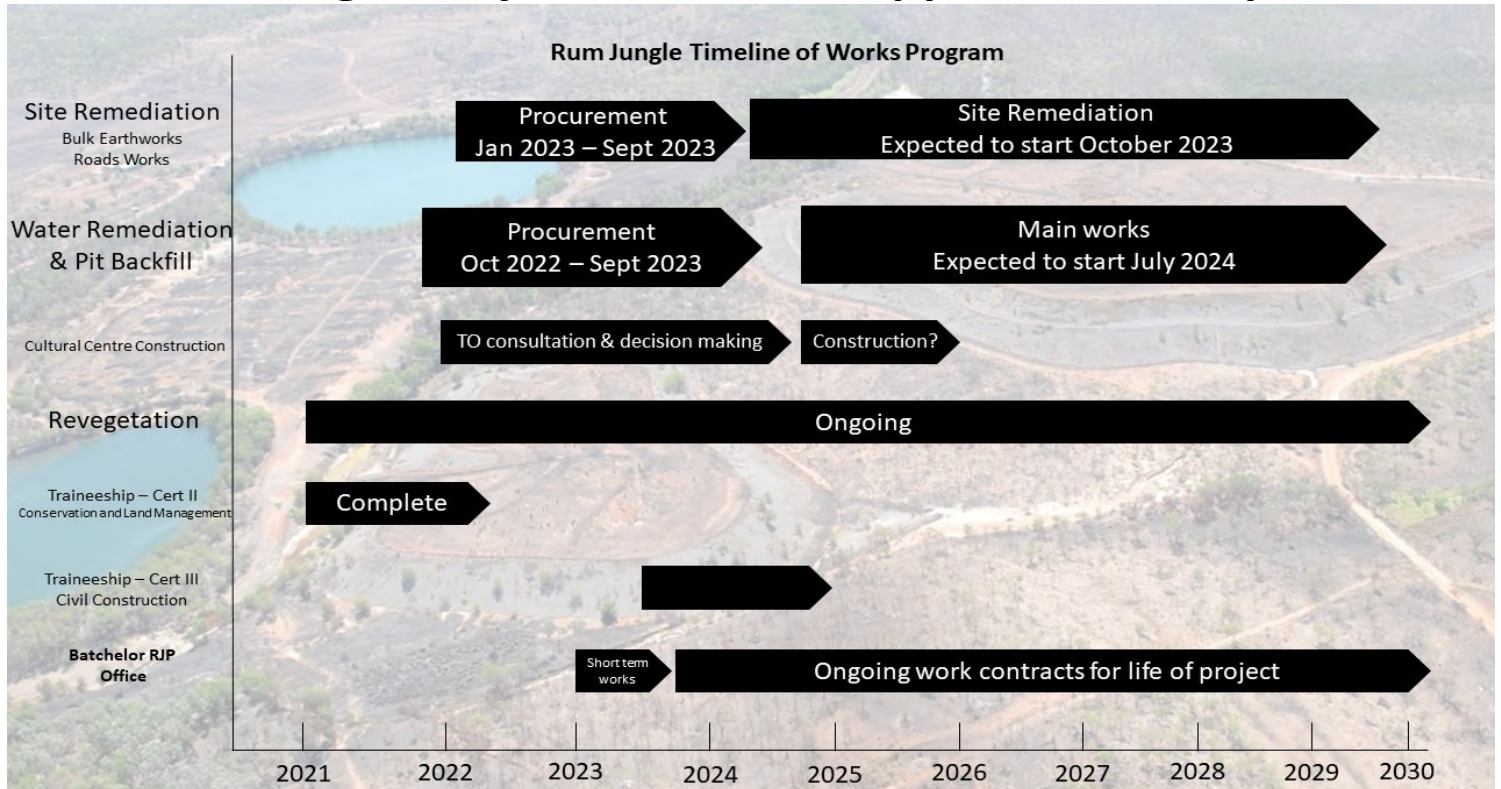 Rum Jungle Timeline of Works Program
Site Remediation
Bulk Earthworks
Roads Works
Procurement
Jan 2023 – Sept 2023
Site Remediation
Expected to start October 2023
Water Remediation
& Pit Backfill
Procurement
Oct 2022 – Sept 2023
Main works
Expected to start July 2024
Cultural Centre Construction
TO consultation & decision making
Construction?
Revegetation
Ongoing
Traineeship – Cert II
Conservation and Land Management
Complete
Traineeship – Cert III
Civil Construction
Batchelor RJP
Office
Short term
works
Ongoing work contracts for life of project
2021 2022 2023 2024 2025 2026 2027 2028 2029 2030